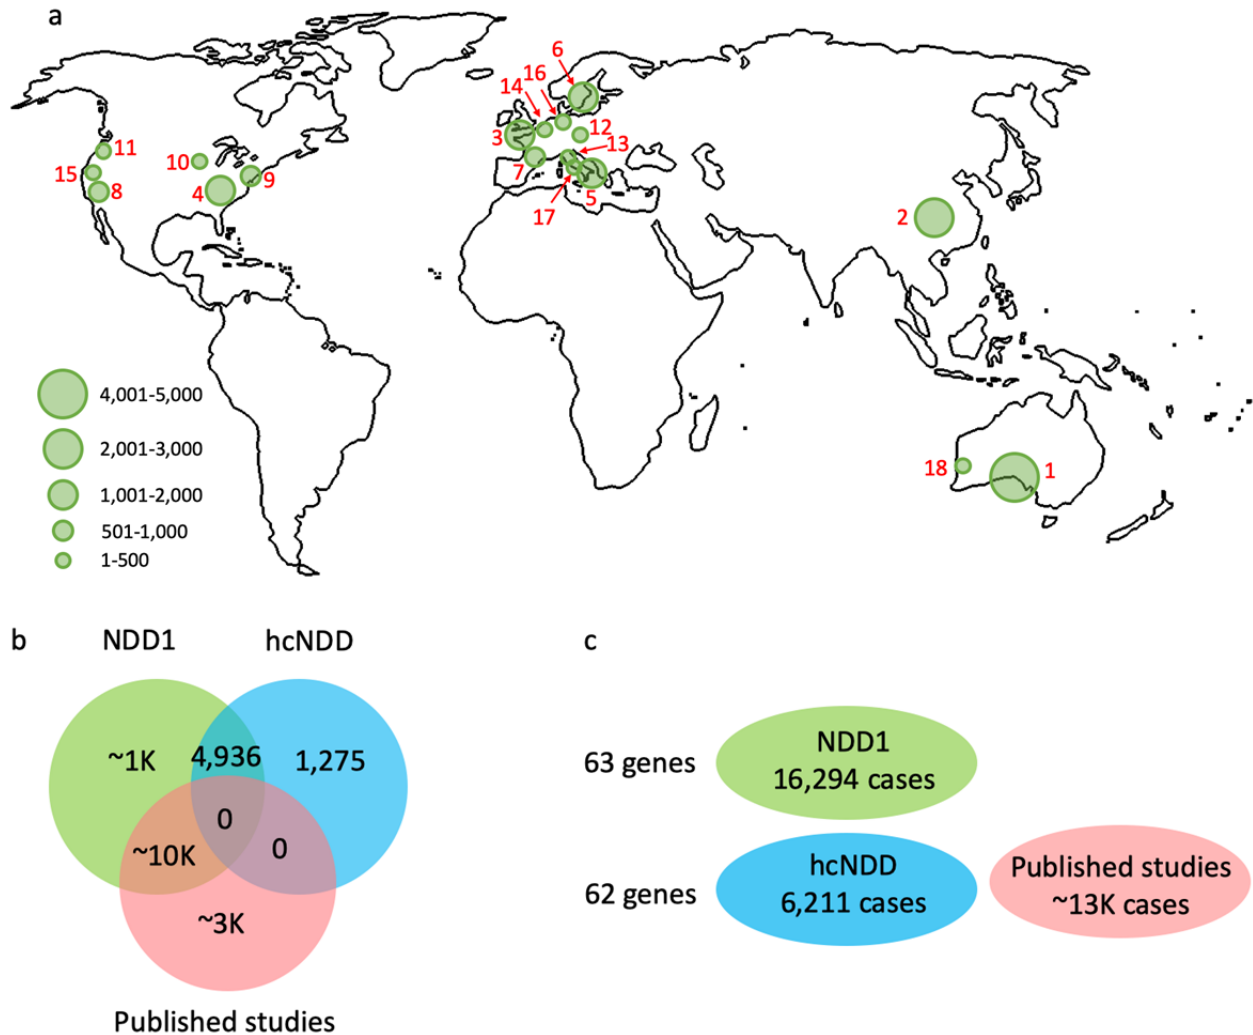 a
6
16
14
3
12
13
7
17
5
11
15
8
10
4
9
2
18
1
4,001-5,000
2,001-3,000
1,001-2,000
501-1,000
1-500
b
NDD1
hcNDD
~1K
4,936
1,275
0
~10K
0
~3K
Published studies
c
63 genes
NDD1
16,294 cases
62 genes
hcNDD
6,211 cases
Published studies
~13K cases